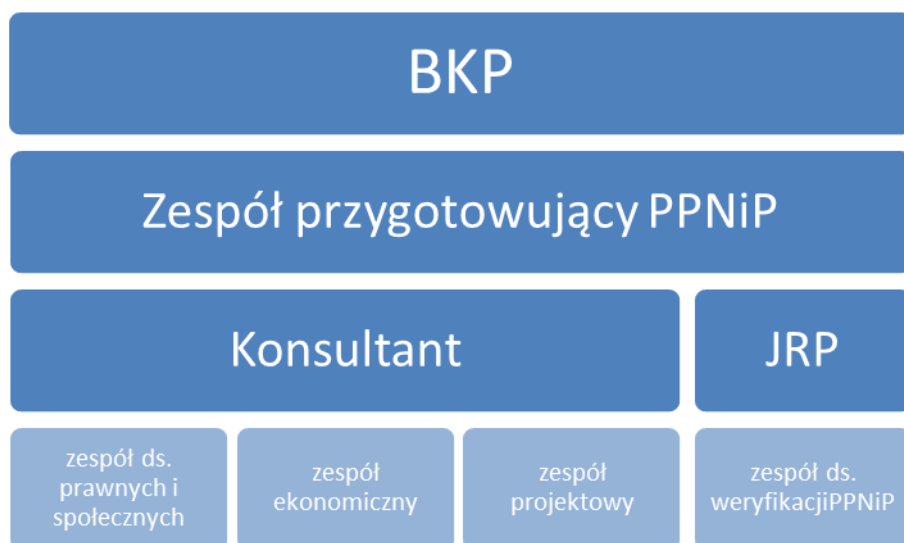 BKP
Zespół przygotowujący PPNiP
Konsultant
JRP
zespół ds.
prawnych i
społecznych
zespół
ekonomiczny
zespół
projektowy
zespół ds.
weryfikacjiPPNiP